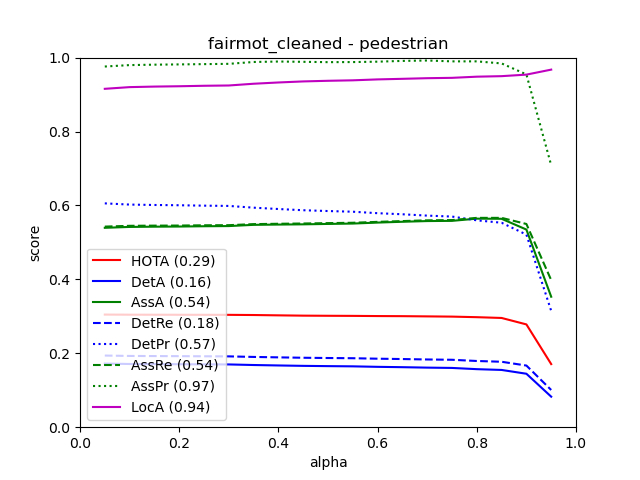 fairmot_cleaned - pedestrian
score
1.0
0.8
0.6
0.4
0.2
0.0
HOTA (0.29)
DetA (0.16)
AssA (0.54)
DetRe (0.18)
DetPr (0.57)
AssRe (0.54)
AssPr (0.97)
LocA (0.94)
0.0 0.2 0.4 0.6 0.8 1.0
alpha